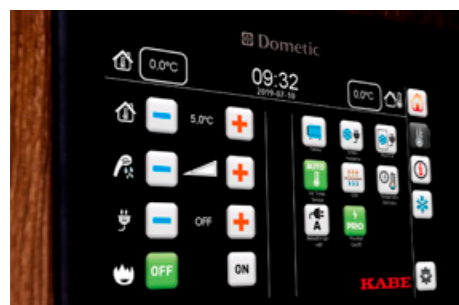 Dometic
0,0°C
09:32
2019-07-10
0,0°C
5,0°C
AUTO
OFF
A
PRO
OFF
ON
KABE